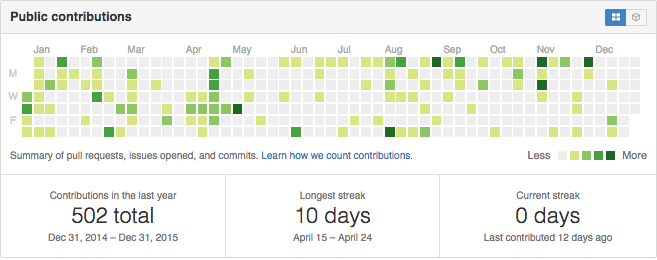 Public contributions
Jan Feb Mar Apr May Jun Jul Aug Sep Oct Nov Dec
M
W
F
Summary of pull requests, issues opened, and commits. Learn how we count contributions.
Less More
Contributions in the last year
502 total
Dec 31, 2014 – Dec 31, 2015
Longest streak
10 days
April 15 – April 24
Current streak
0 days
Last contributed 12 days ago